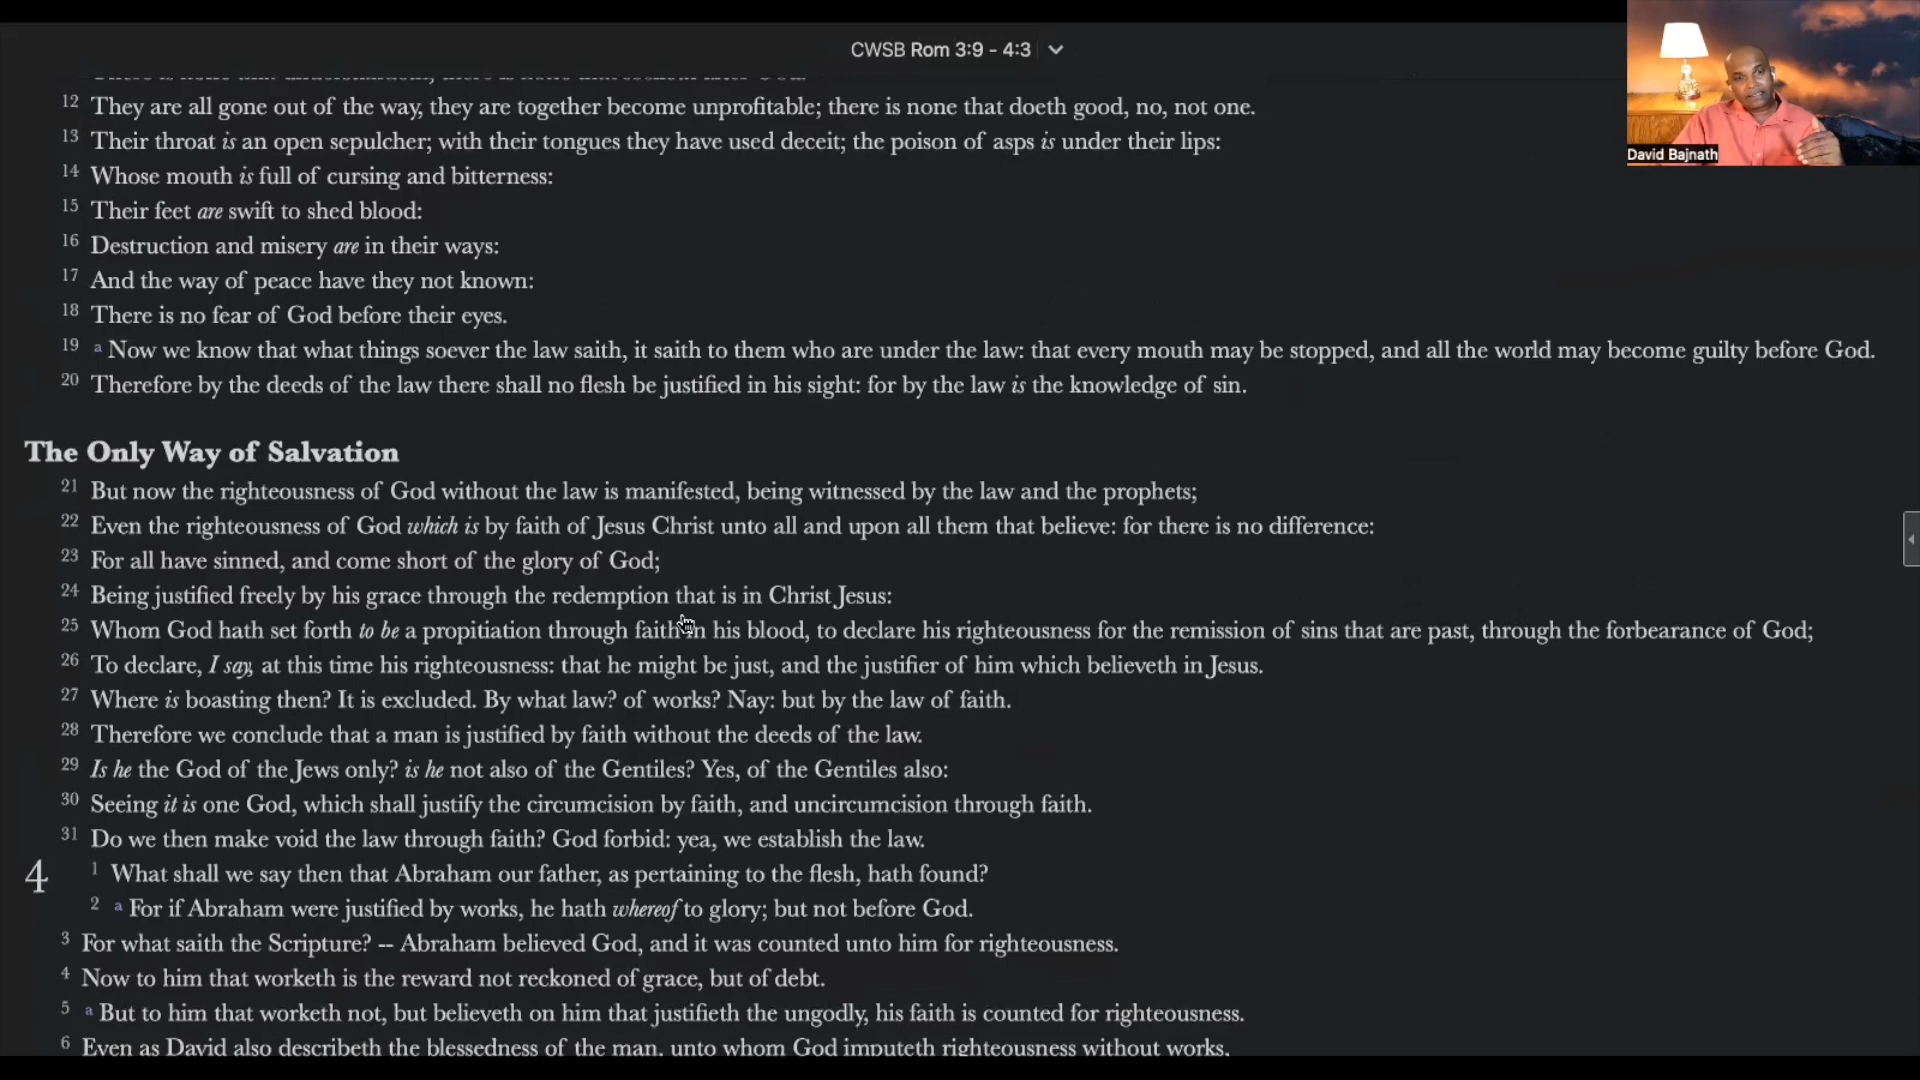 CWSB Rom 3:9 - 4:3
12 They are all gone out of the way, they are together become unprofitable; there is none that doeth good, no, not one.
13 Their throat is an open sepulcher; with their tongues they have used deceit; the poison of asps is under their lips:
14 Whose mouth is full of cursing and bitterness:
15 Their feet are swift to shed blood:
16 Destruction and misery are in their ways:
17 And the way of peace have they not known:
18 There is no fear of God before their eyes.
19 a Now we know that what things soever the law saith, it saith to them who are under the law: that every mouth may be stopped, and all the world may become guilty before God.
20 Therefore by the deeds of the law there shall no flesh be justified in his sight: for by the law is the knowledge of sin.
The Only Way of Salvation
21 But now the righteousness of God without the law is manifested, being witnessed by the law and the prophets;
22 Even the righteousness of God which is by faith of Jesus Christ unto all and upon all them that believe: for there is no difference:
23 For all have sinned, and come short of the glory of God;
24 Being justified freely by his grace through the redemption that is in Christ Jesus:
25 Whom God hath set forth to be a propitiation through faith in his blood, to declare his righteousness for the remission of sins that are past, through the forbearance of God;
26 To declare, I say, at this time his righteousness: that he might be just, and the justifier of him which believeth in Jesus.
27 Where is boasting then? It is excluded. By what law? of works? Nay: but by the law of faith.
28 Therefore we conclude that a man is justified by faith without the deeds of the law.
29 Is he the God of the Jews only? is he not also of the Gentiles? Yes, of the Gentiles also:
30 Seeing it is one God, which shall justify the circumcision by faith, and uncircumcision through faith.
31 Do we then make void the law through faith? God forbid: yea, we establish the law.
4 1 What shall we say then that Abraham our father, as pertaining to the flesh, hath found?
2 a For if Abraham were justified by works, he hath whereof to glory; but not before God.
3 For what saith the Scripture? -- Abraham believed God, and it was counted unto him for righteousness.
4 Now to him that worketh is the reward not reckoned of grace, but of debt.
5 a But to him that worketh not, but believeth on him that justifieth the ungodly, his faith is counted for righteousness.
6 Even as David also describeth the blessedness of the man, unto whom God imputeth righteousness without works,
David Bajnath